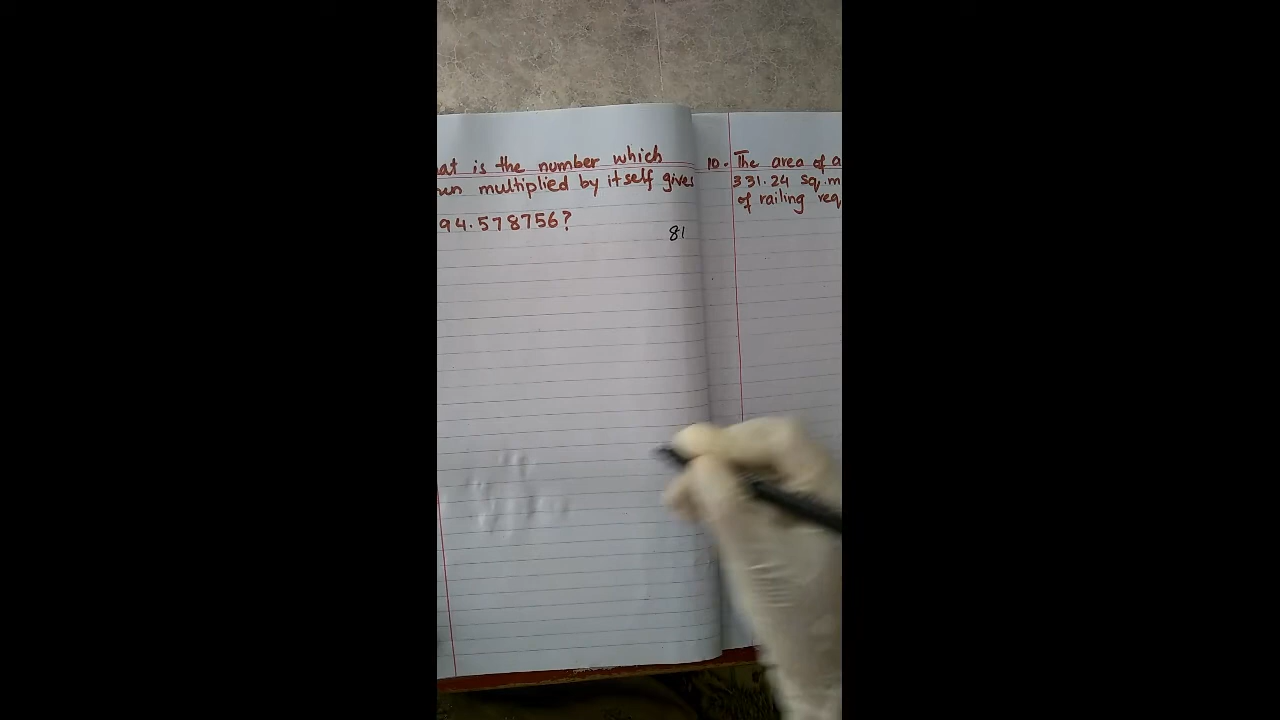 at is the number which
multiplied by itself gives
94.578756?
81
10. The area of a
331.24 sq.m
of railing req